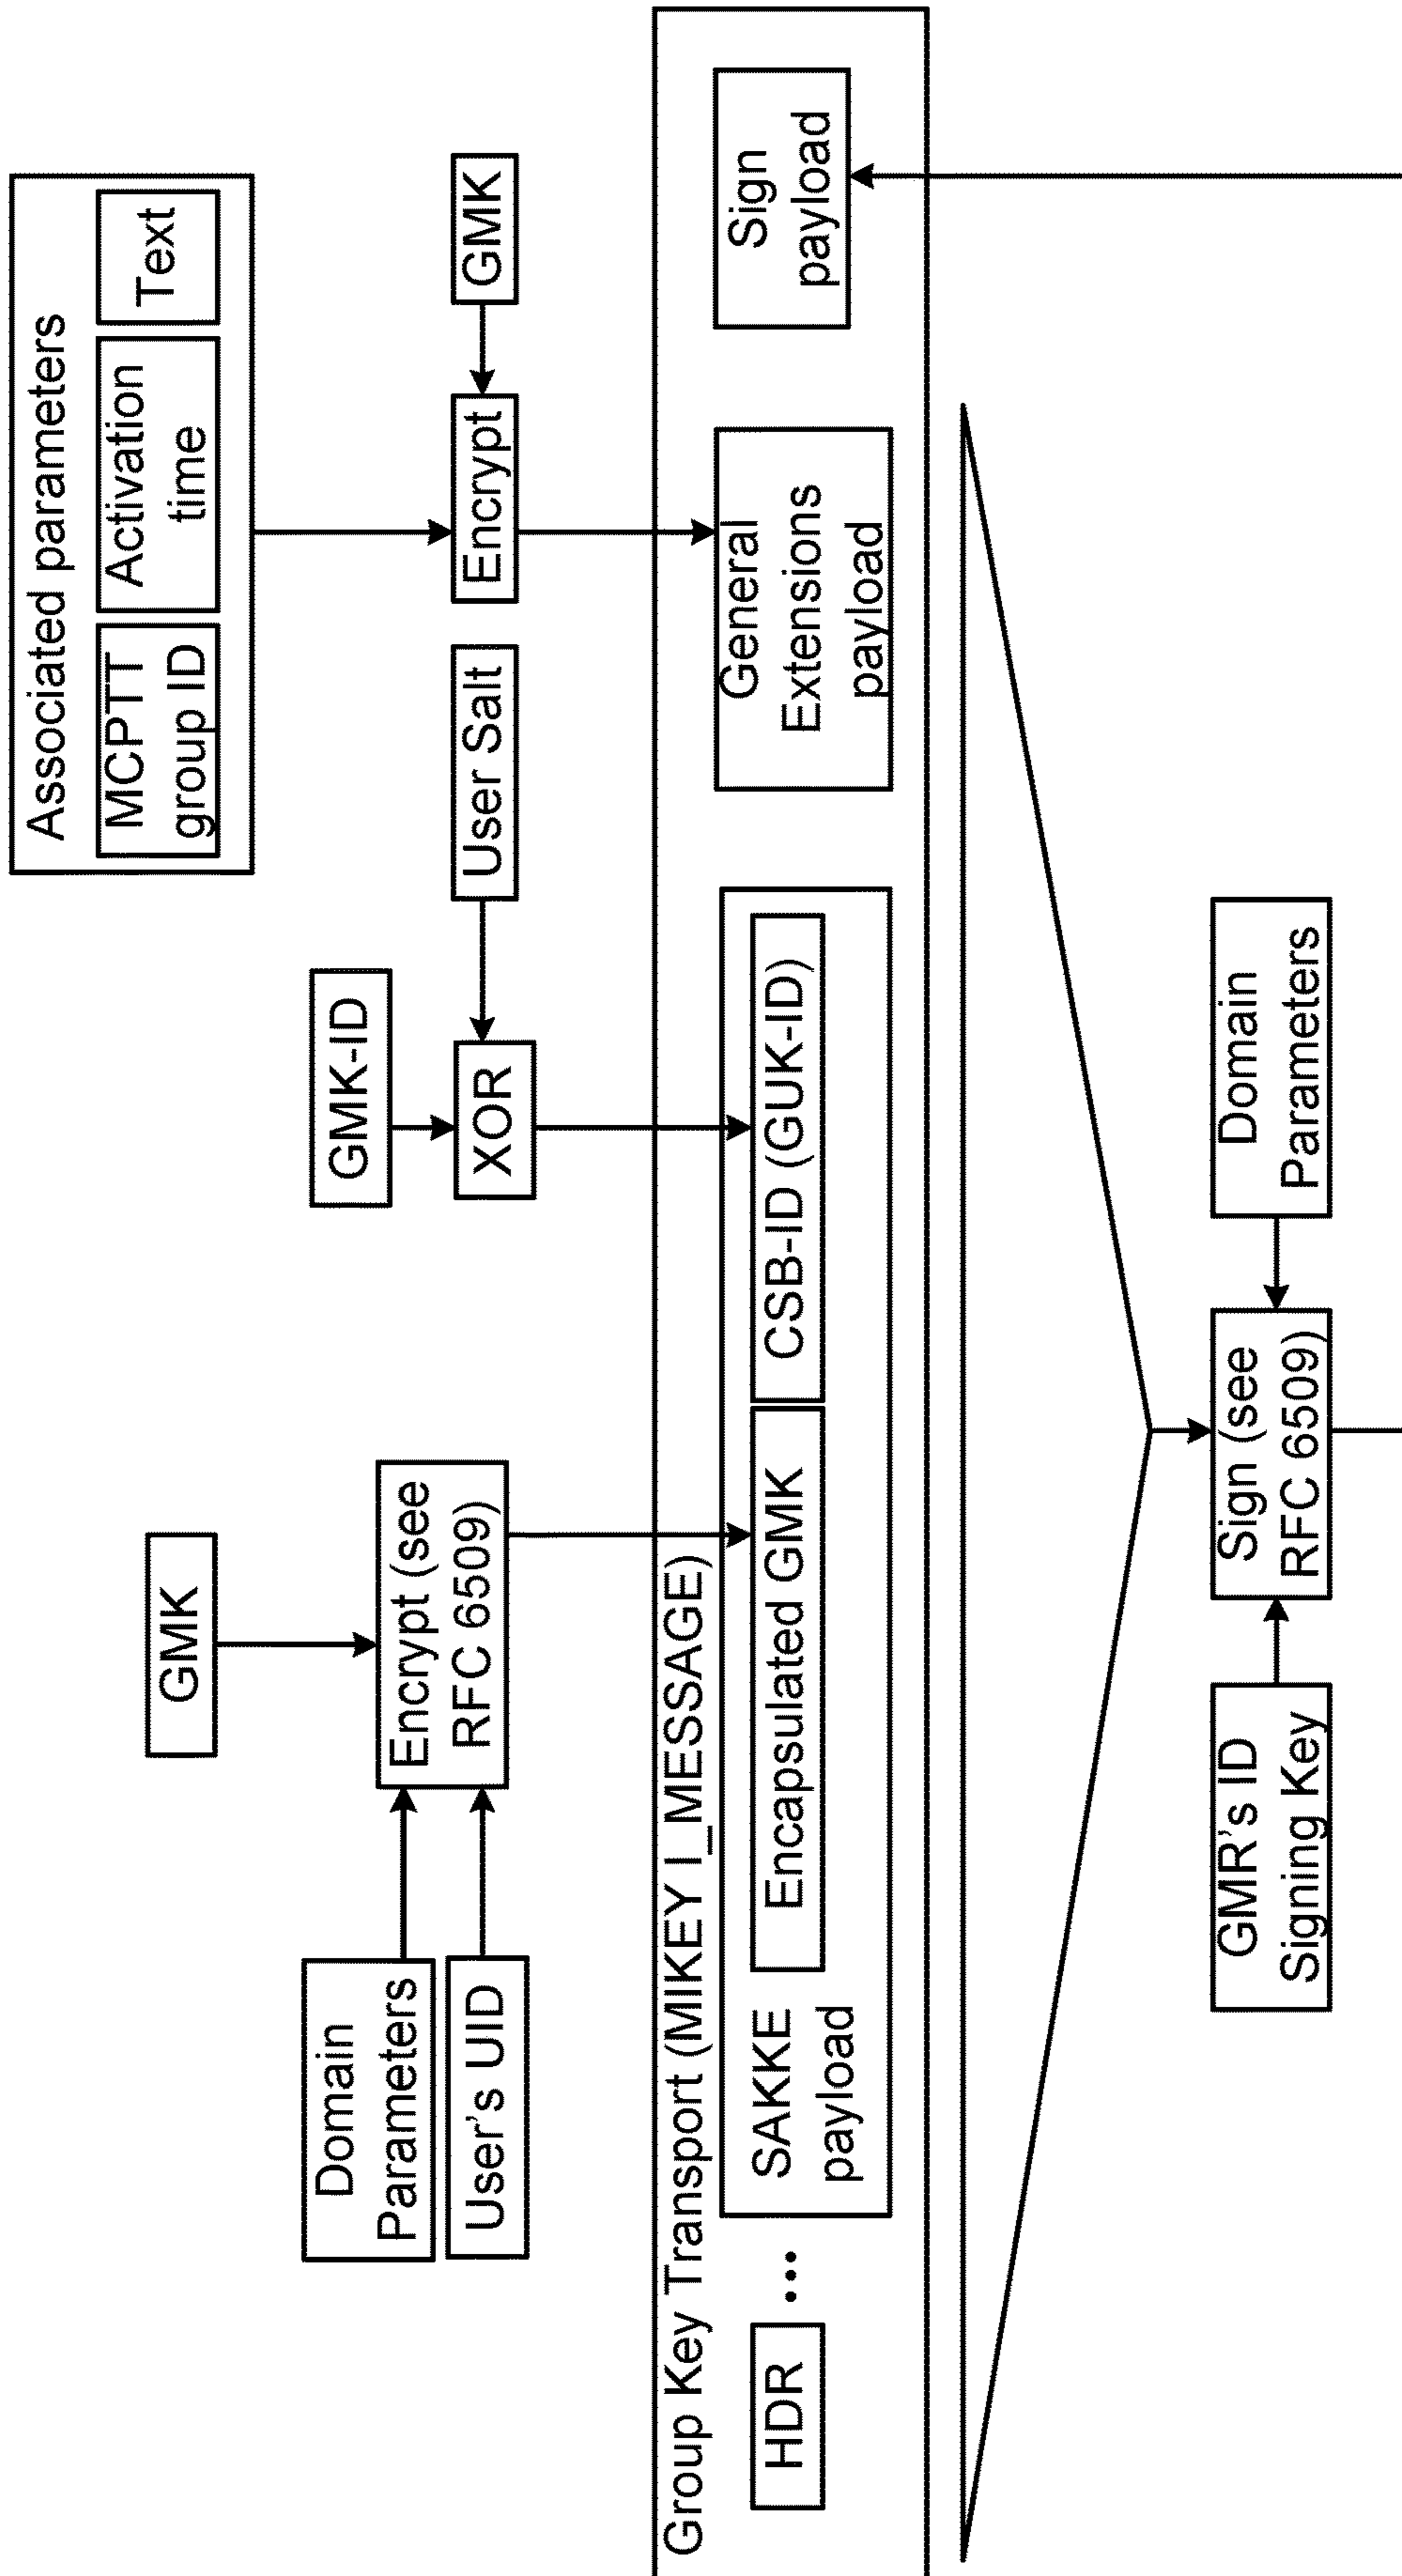 Associated parameters
MCPTT
group ID
Activation
time
Text
GMK
GMK-ID
Domain
Parameters
User's UID
Encrypt (see
RFC 6509)
XOR
User Salt
Encrypt
GMK
Group Key Transport (MIKEY I_MESSAGE)
HDR
...
SAKKE
payload
Encapsulated GMK
CSB-ID (GUK-ID)
General
Extensions
payload
Sign
payload
GMR's ID
Signing Key
Sign (see
RFC 6509)
Domain
Parameters